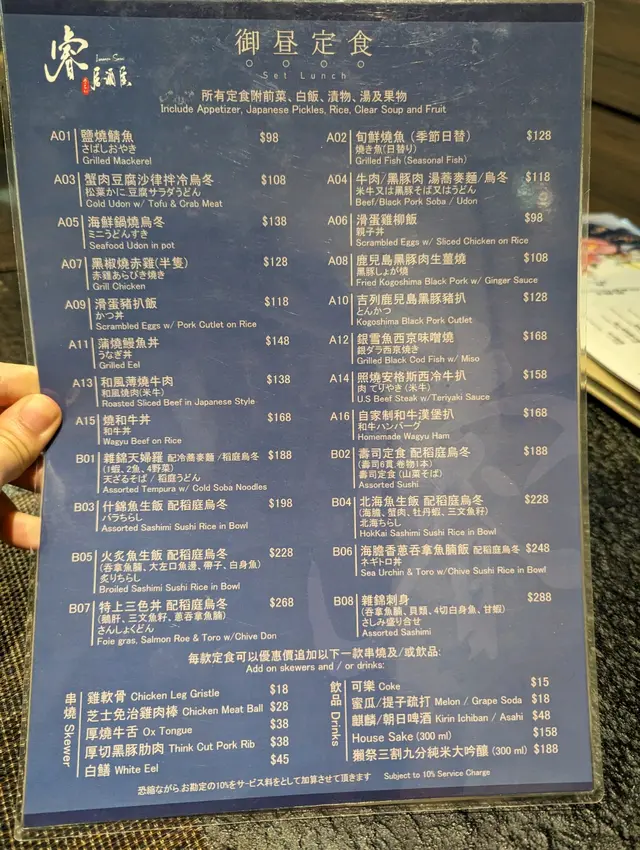 睿
居酒屋
御昼定食
Set Lunch
所有定食附前菜、白飯、漬物、湯及果物
Include Appetizer, Japanese Pickles, Rice, Clear Soup and Fruit
A01 鹽燒鯖魚 $98
さばしおやき
Grilled Mackerel
A02 旬鮮燒魚 (季節日替) $128
焼き魚(日替り)
Grilled Fish (Seasonal Fish)
A03 蟹肉豆腐沙律拌冷烏冬 $108
松葉かに豆腐サラダうどん
Cold Udon w/ Tofu & Crab Meat
A04 牛肉/黑豚肉 湯蕎麥麵/烏冬 $118
米牛又は黒豚そば又はうどん
Beef/Black Pork Soba / Udon
A05 海鮮鍋燒烏冬 $138
ミニうどんすき
Seafood Udon in pot
A06 滑蛋雞柳飯 $98
親子丼
Scrambled Eggs w/ Sliced Chicken on Rice
A07 黑椒燒赤雞(半隻) $128
赤雞あらびき焼き
Grill Chicken
A08 鹿兒島黑豚肉生薑燒 $108
黒豚しょが焼
Fried Kogoshima Black Pork w/ Ginger Sauce
A09 滑蛋豬扒飯 $118
かつ丼
Scrambled Eggs w/ Pork Cutlet on Rice
A10 吉列鹿兒島黑豚豬扒 $128
とんかつ
Kogoshima Black Pork Cutlet
A11 蒲燒鰻魚丼 $148
うなぎ丼
Grilled Eel
A12 銀雪魚西京味噌燒 $168
銀ダラ西京焼き
Grilled Black Cod Fish w/ Miso
A13 和風薄燒牛肉 $138
和風焼肉(米牛)
Roasted Sliced Beef in Japanese Style
A14 照燒安格斯西冷牛扒 $158
肉 てりやき (米牛)
U.S Beef Steak w/Teriyaki Sauce
A15 燒和牛丼 $168
和牛丼
Wagyu Beef on Rice
A16 自家制和牛漢堡扒 $168
和牛ハンバーグ
Homemade Wagyu Ham
B01 雜錦天婦羅 配冷蕎麥麵 /稻庭烏冬 $188
(1蝦, 2魚, 4野菜)
天ざるそば / 稻庭うどん
Assorted Tempura w/ Cold Soba Noodles
B02 壽司定食 配稻庭烏冬 $188
(壽司6貫, 卷物1本)
壽司定食 (山菜そば)
Assorted Sushi
B03 什錦魚生飯 配稻庭烏冬 $198
バラちらし
Assorted Sashimi Sushi Rice in Bowl
B04 北海魚生飯 配稻庭烏冬 $228
(海膽、蟹肉、牡丹蝦、三文魚籽)
北海ちらし
HokKai Sashimi Sushi Rice in Bowl
B05 火炙魚生飯 配稻庭烏冬 $228
(吞拿魚腩、大左口魚邊、帶子、白身魚)
炙りちらし
Broiled Sashimi Sushi Rice in Bowl
B06 海膽香蔥吞拿魚腩飯 配稻庭烏冬 $248
ネギトロ丼
Sea Urchin & Toro w/Chive Sushi Rice in Bowl
B07 特上三色丼 配稻庭烏冬 $268
(鵝肝、三文魚籽、蔥吞拿魚腩)
さんしょくどん
Foie gras, Salmon Roe & Toro w/Chive Don
B08 雜錦刺身 $288
(吞拿魚腩、貝類、4切白身魚、甘蝦)
さしみ盛り合せ
Assorted Sashimi
每款定食可以優惠價追加以下一款串燒及/或飲品:
Add on skewers and / or drinks:
串燒 Skewer
雞軟骨 Chicken Leg Gristle $18
芝士免治雞肉棒 Chicken Meat Ball $28
厚燒牛舌 Ox Tongue $38
厚切黑豚肋肉 Think Cut Pork Rib $38
白鱔 White Eel $45
飲品 Drinks
可樂 Coke $15
蜜瓜/提子疏打 Melon / Grape Soda $18
麒麟/朝日啤酒 Kirin Ichiban / Asahi $48
House Sake (300 ml) $158
獺祭三割九分純米大吟釀 (300 ml) $188
恐縮ながら、お勘定の10%をサービス料をとして加算させて頂きます Subject to 10% Service Charge